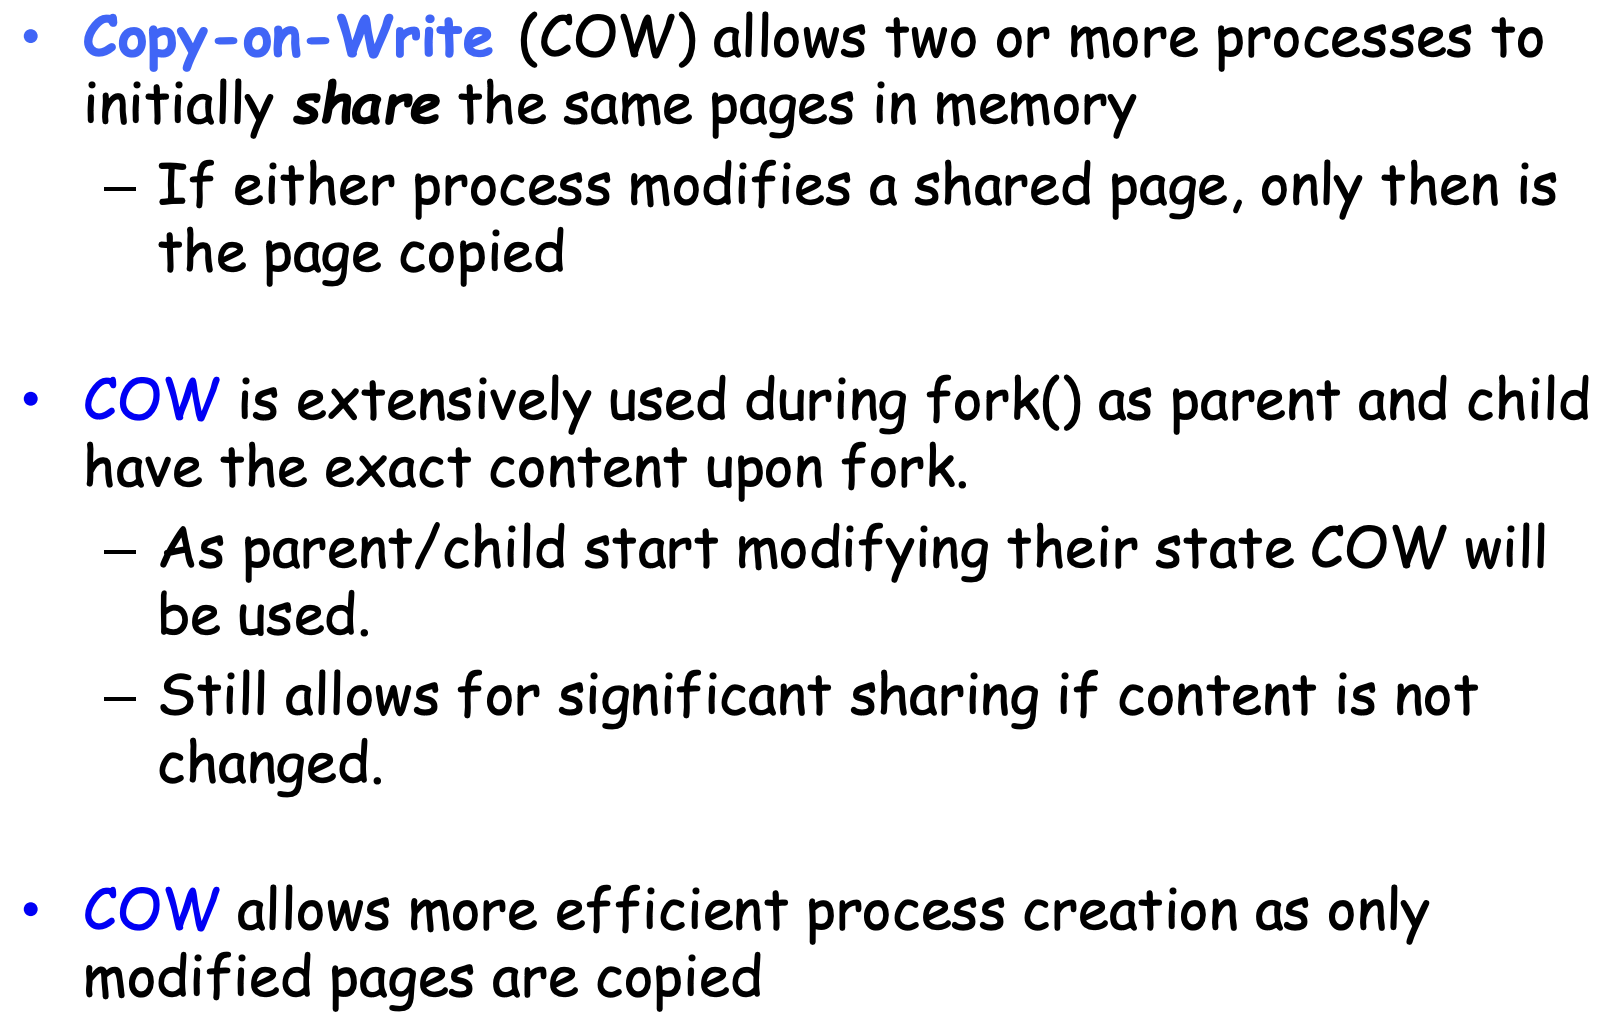 • Copy-on-Write (COW) allows two or more processes to
initially share the same pages in memory
– If either process modifies a shared page, only then is
the page copied
• COW is extensively used during fork() as parent and child
have the exact content upon fork.
– As parent/child start modifying their state COW will
be used.
– Still allows for significant sharing if content is not
changed.
• COW allows more efficient process creation as only
modified pages are copied